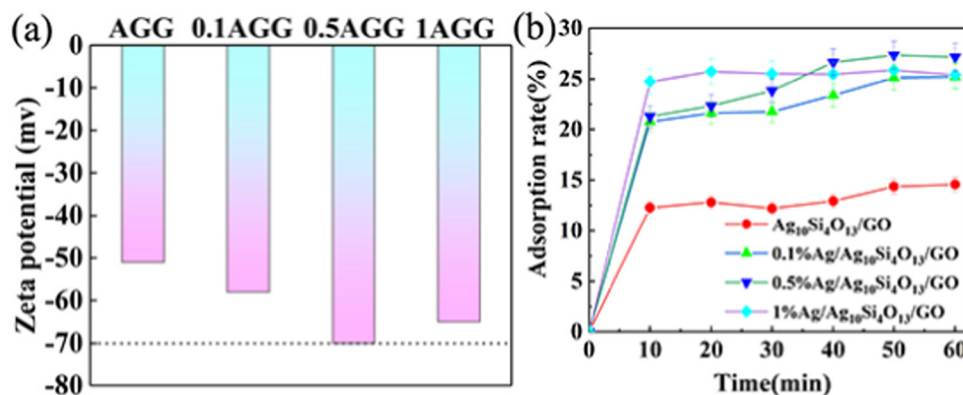 (a)
AGG 0.1AGG 0.5AGG 1AGG
0
-10
-20
-30
-40
-50
-60
-70
-80
Zeta potential (mv)
(b)
30
25
20
15
10
5
0
Adsorption rate(%)
Ag₁₀Si₄O₁₃/GO
0.1%Ag/Ag₁₀Si₄O₁₃/GO
0.5%Ag/Ag₁₀Si₄O₁₃/GO
1%Ag/Ag₁₀Si₄O₁₃/GO
0 10 20 30 40 50 60
Time(min)